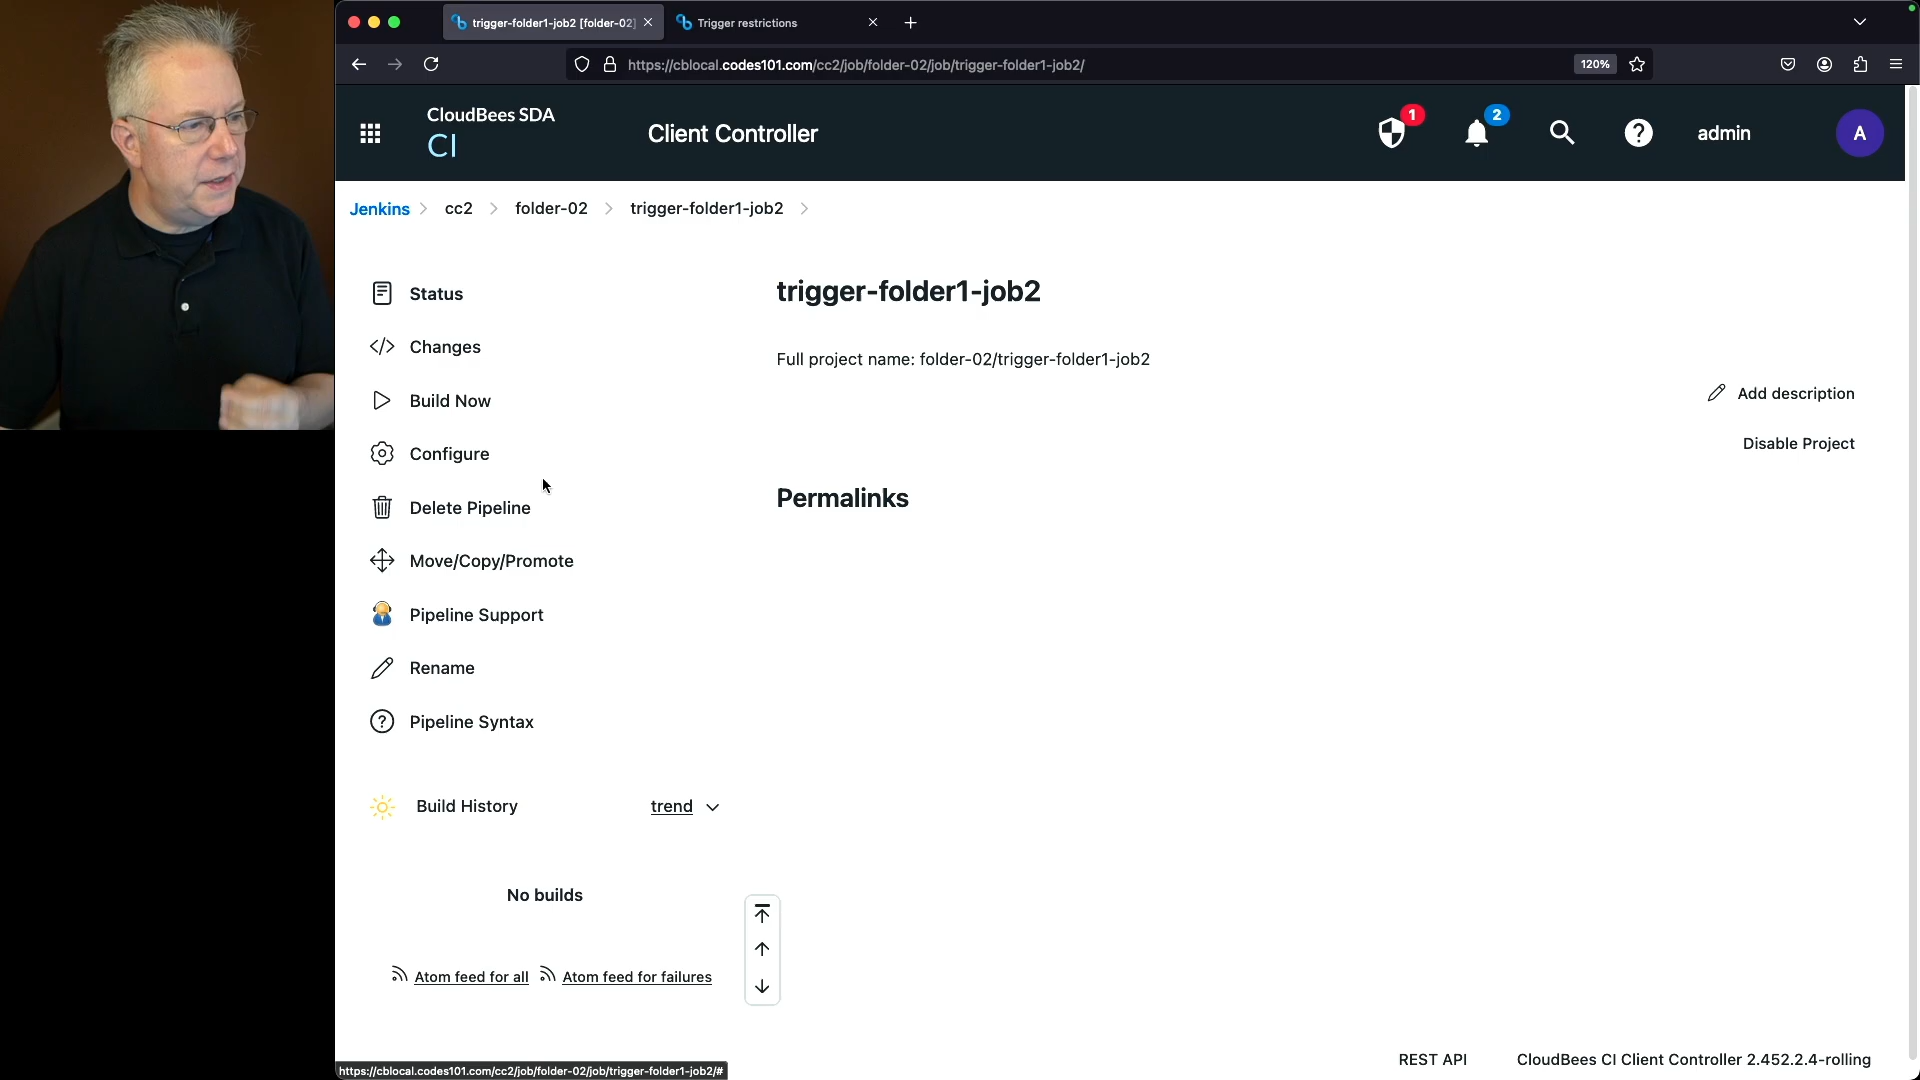 trigger-folder1-job2 [folder-02]
Trigger restrictions
https://cblocal.codes101.com/cc2/job/folder-02/job/trigger-folder1-job2/
120%
CloudBees SDA
CI
Client Controller
1
2
admin
A
Jenkins
cc2
folder-02
trigger-folder1-job2
Status
Changes
Build Now
Configure
Delete Pipeline
Move/Copy/Promote
Pipeline Support
Rename
Pipeline Syntax
Build History
trend
No builds
Atom feed for all
Atom feed for failures
trigger-folder1-job2
Full project name: folder-02/trigger-folder1-job2
Add description
Disable Project
Permalinks
REST API
CloudBees CI Client Controller 2.452.2.4-rolling
https://cblocal.codes101.com/cc2/job/folder-02/job/trigger-folder1-job2/#